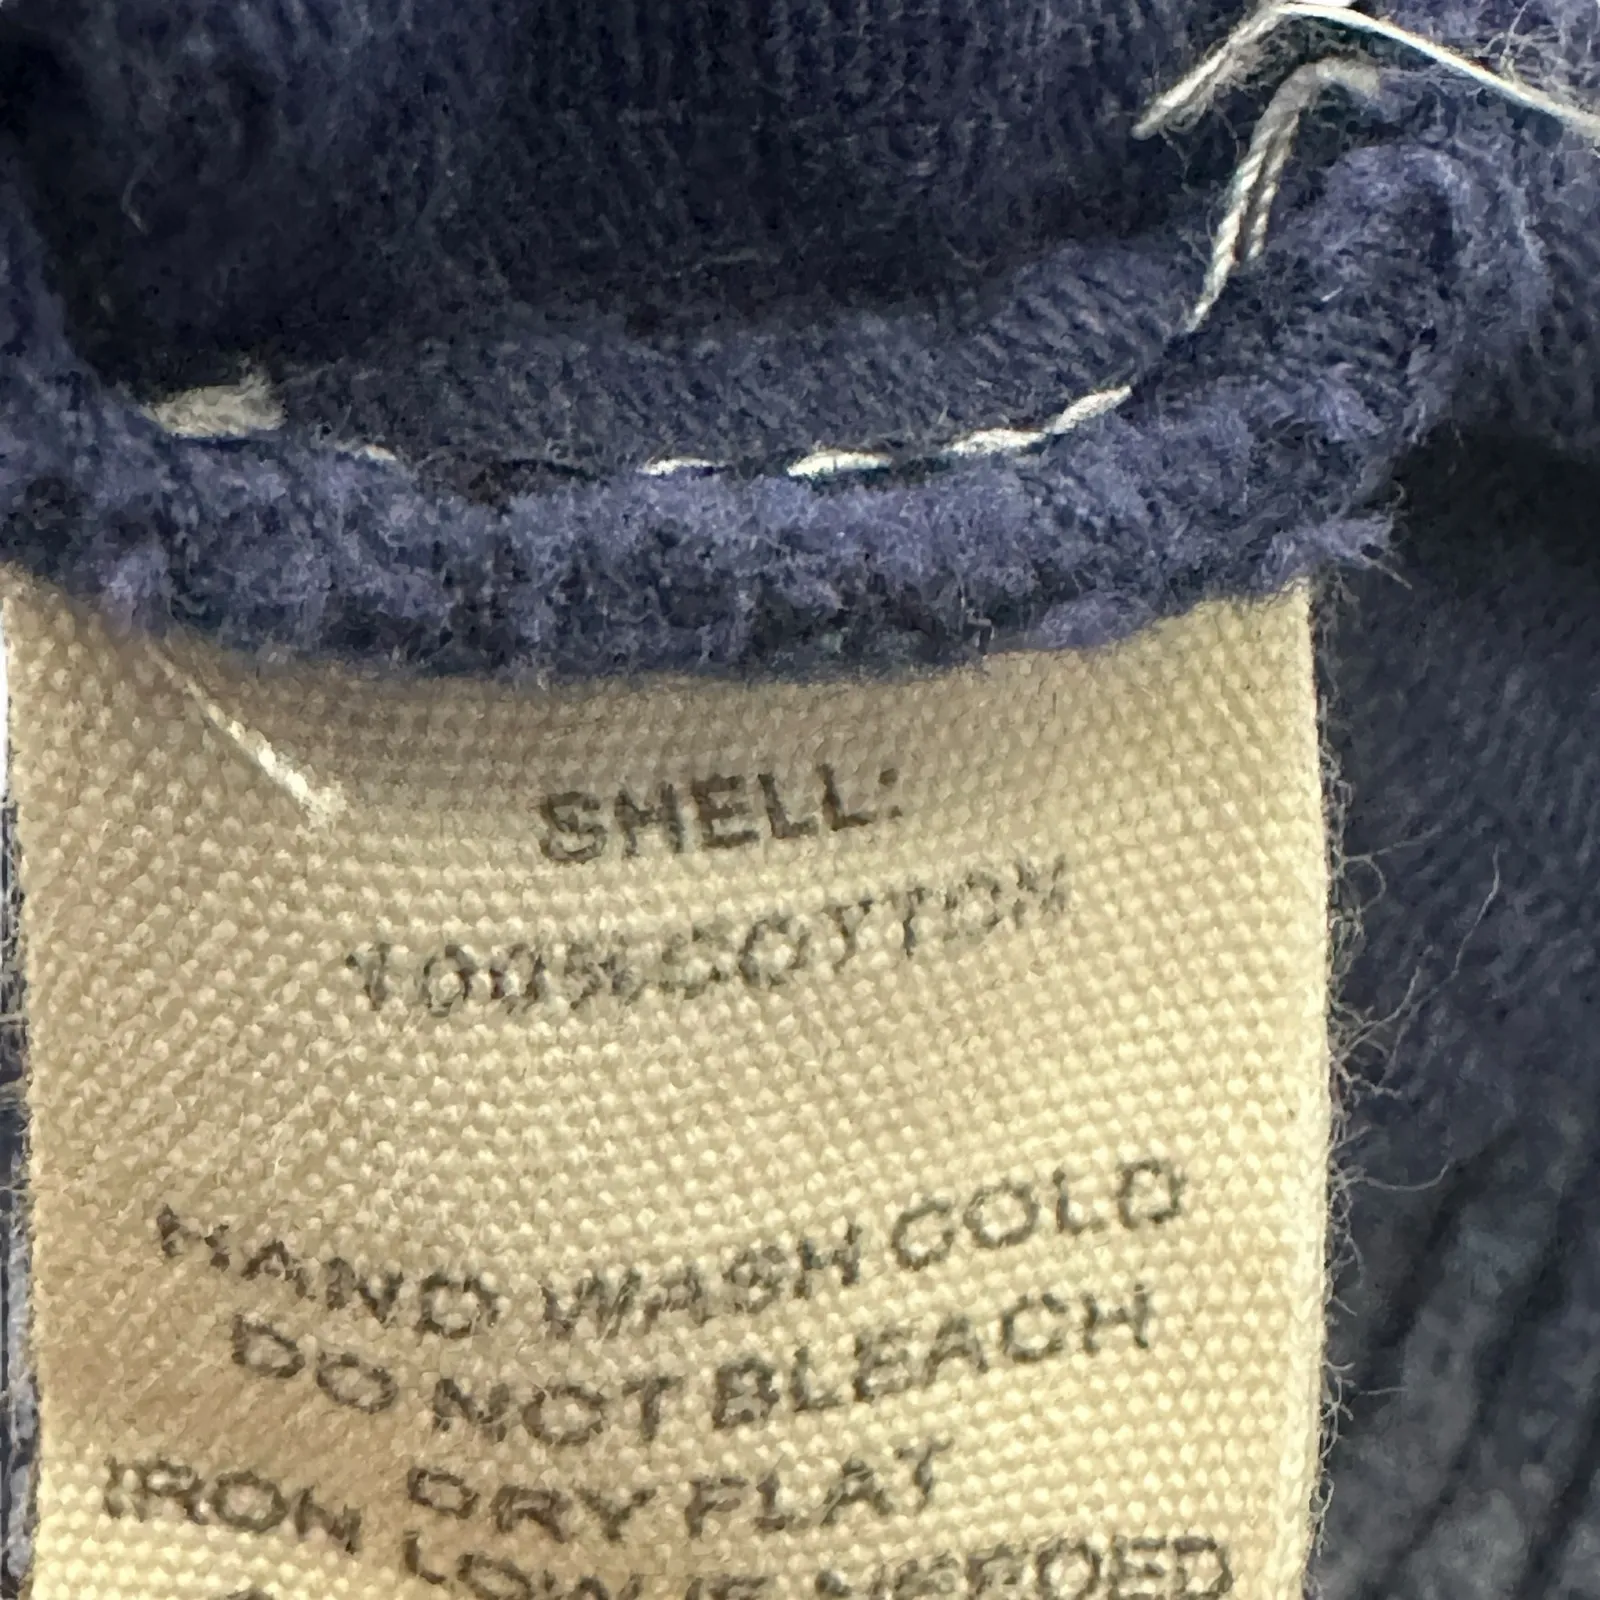 SHELL:
100%COTTON
HAND WASH COLD
DO NOT BLEACH
DRY FLAT
IRON LOW IF NEEDED